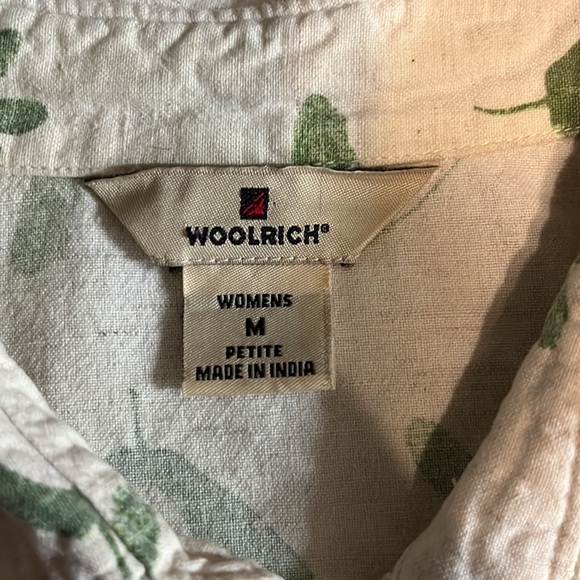 WOOLRICH®
WOMENS
M
PETITE
MADE IN INDIA